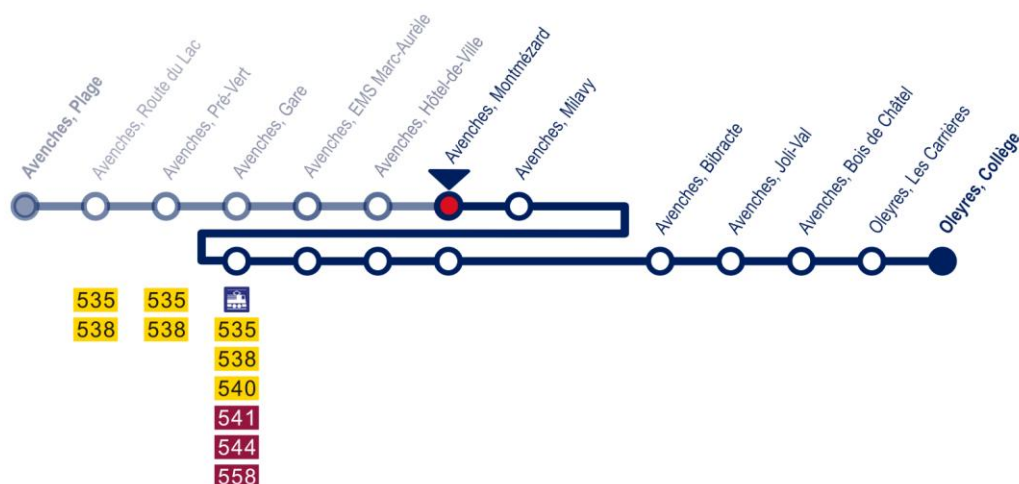 Avenches, Plage
Avenches, Route du Lac
Avenches, Pré-Vert
Avenches, Gare
Avenches, EMS Marc-Aurèle
Avenches, Hôtel-de-Ville
Avenches, Montmézard
Avenches, Milavy
Avenches, Bibracte
Avenches, Joli-Val
Avenches, Bois de Châtel
Oleyres, Les Carrières
Oleyres, Collège
535 535
538 538 535
538
540
541
544
558